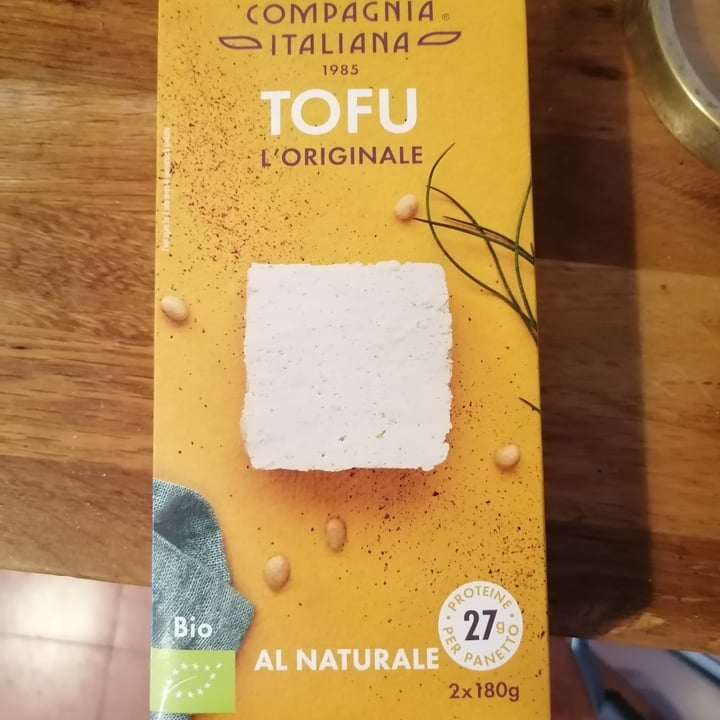 COMPAGNIA®
ITALIANA
1985
TOFU
L'ORIGINALE
Bio
AL NATURALE
PROTEINE
27g
PER PANETTO
2x180g